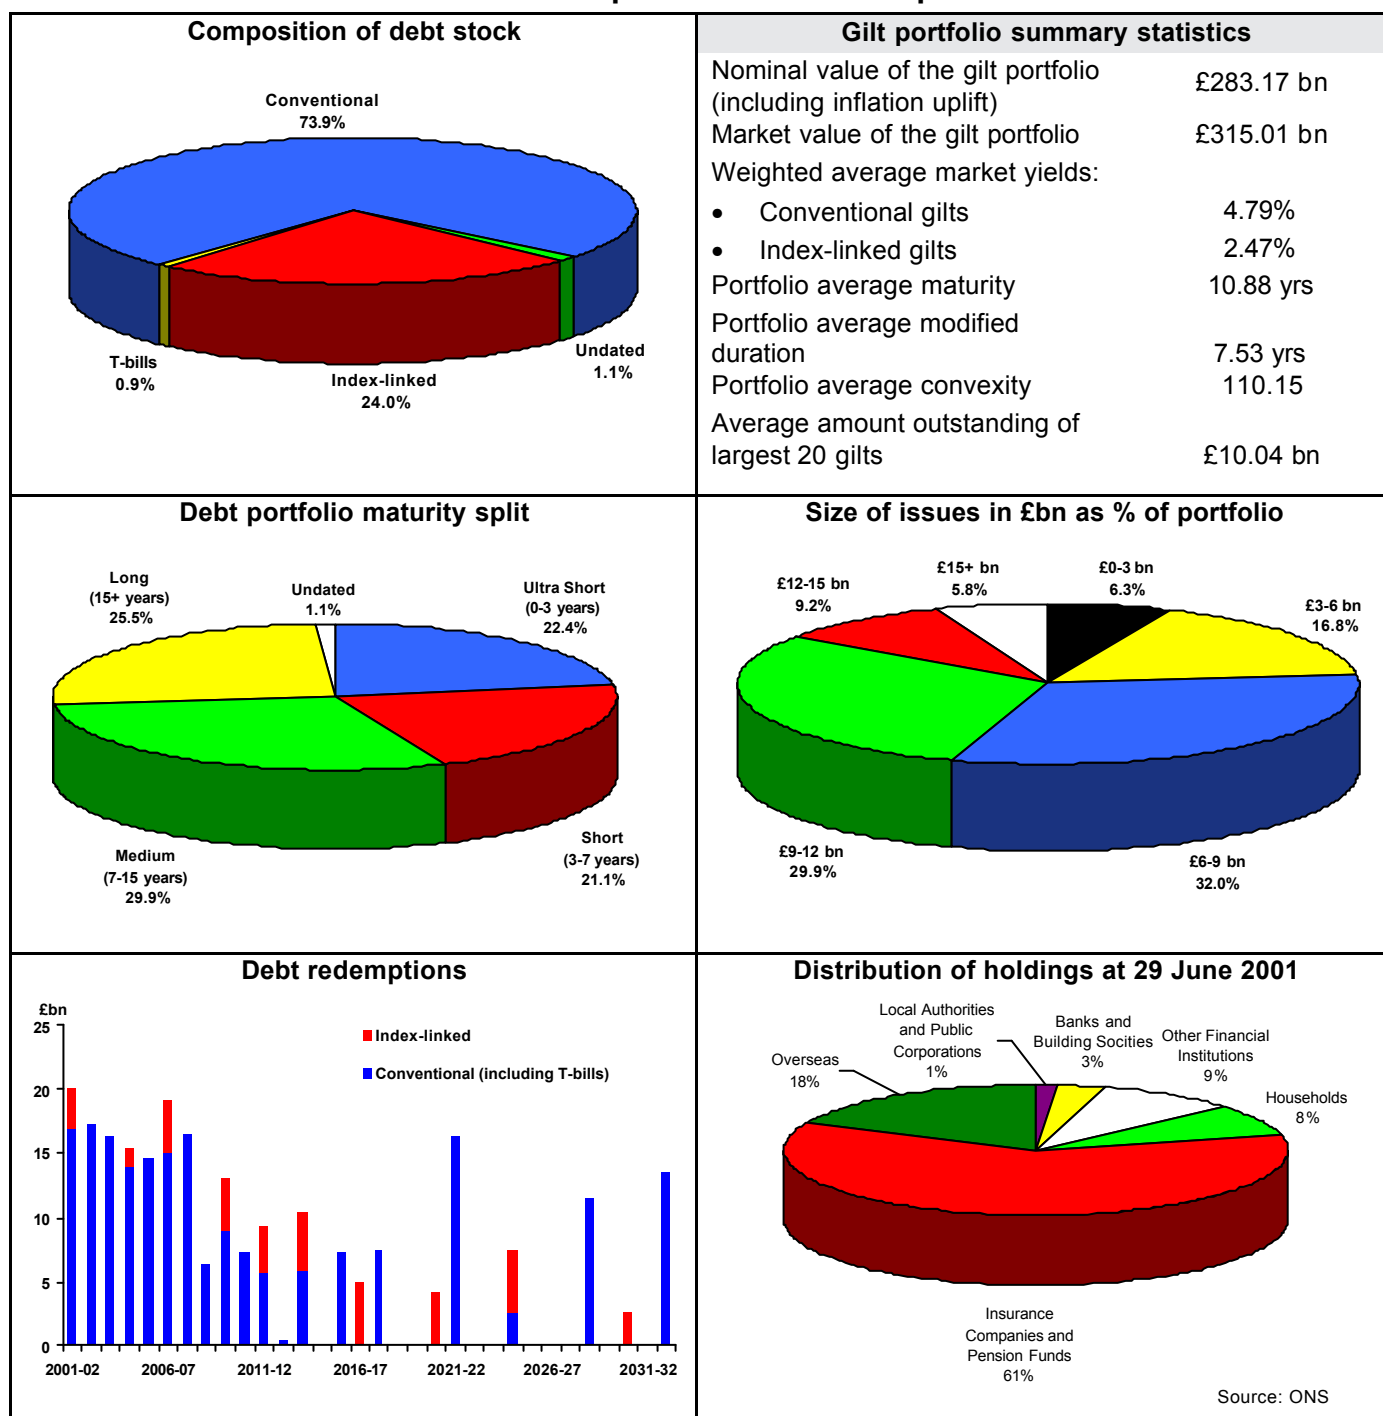 Composition of debt stock
Conventional
73.9%
T-bills
0.9%
Index-linked
24.0%
Undated
1.1%
Gilt portfolio summary statistics
Nominal value of the gilt portfolio
(including inflation uplift)
£283.17 bn
Market value of the gilt portfolio
£315.01 bn
Weighted average market yields:
• Conventional gilts
4.79%
• Index-linked gilts
2.47%
Portfolio average maturity
10.88 yrs
Portfolio average modified
duration
7.53 yrs
Portfolio average convexity
110.15
Average amount outstanding of
largest 20 gilts
£10.04 bn
Debt portfolio maturity split
Long
(15+ years)
25.5%
Undated
1.1%
Ultra Short
(0-3 years)
22.4%
Medium
(7-15 years)
29.9%
Short
(3-7 years)
21.1%
Size of issues in £bn as % of portfolio
£12-15 bn
9.2%
£15+ bn
5.8%
£0-3 bn
6.3%
£3-6 bn
16.8%
£9-12 bn
29.9%
£6-9 bn
32.0%
Debt redemptions
£bn
25
20
15
10
5
0
Index-linked
Conventional (including T-bills)
2001-02
2006-07
2011-12
2016-17
2021-22
2026-27
2031-32
Distribution of holdings at 29 June 2001
Overseas
18%
Local Authorities
and Public
Corporations
1%
Banks and
Building Socities
3%
Other Financial
Institutions
9%
Households
8%
Insurance
Companies and
Pension Funds
61%
Source: ONS